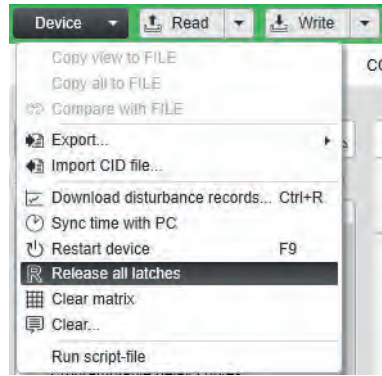 Device Read Write
Copy view to FILE
Copy all to FILE
Compare with FILE
Export...
Import CID file...
Download disturbance records... Ctrl+R
Sync time with PC
Restart device F9
Release all latches
Clear matrix
Clear...
Run script-file